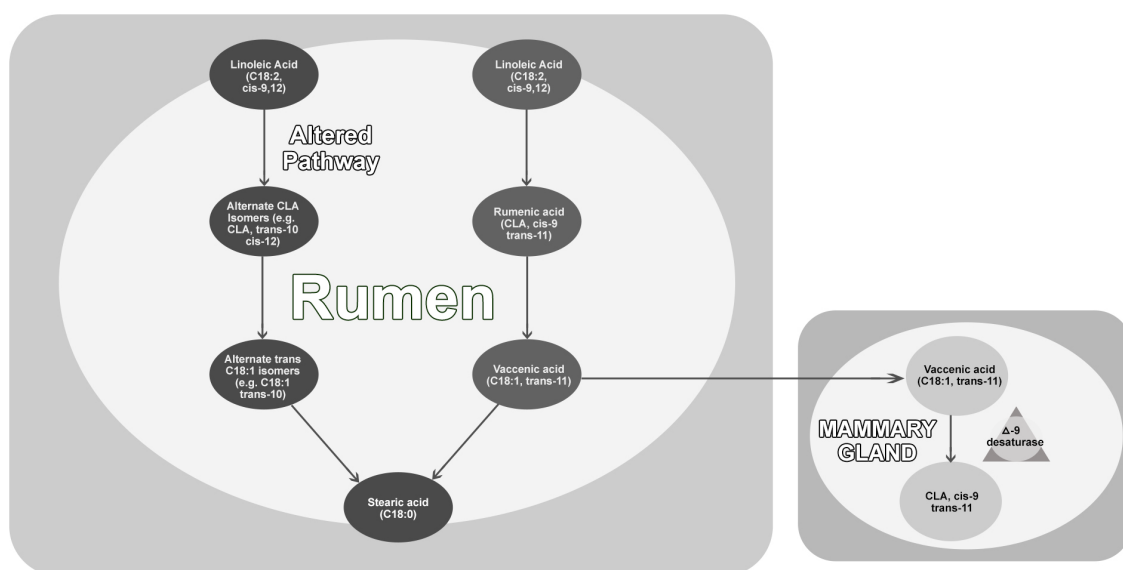 Linoleic Acid
(C18:2,
cis-9,12)
Linoleic Acid
(C18:2,
cis-9,12)
Altered
Pathway
Alternate CLA
Isomers (e.g.
CLA, trans-10
cis-12)
Rumenic acid
(CLA, cis-9
trans-11)
Rumen
Alternate trans
C18:1 isomers
(e.g. C18:1
trans-10)
Vaccenic acid
(C18:1, trans-11)
Stearic acid
(C18:0)
Vaccenic acid
(C18:1, trans-11)
MAMMARY
GLAND
Δ-9
desaturase
CLA, cis-9
trans-11